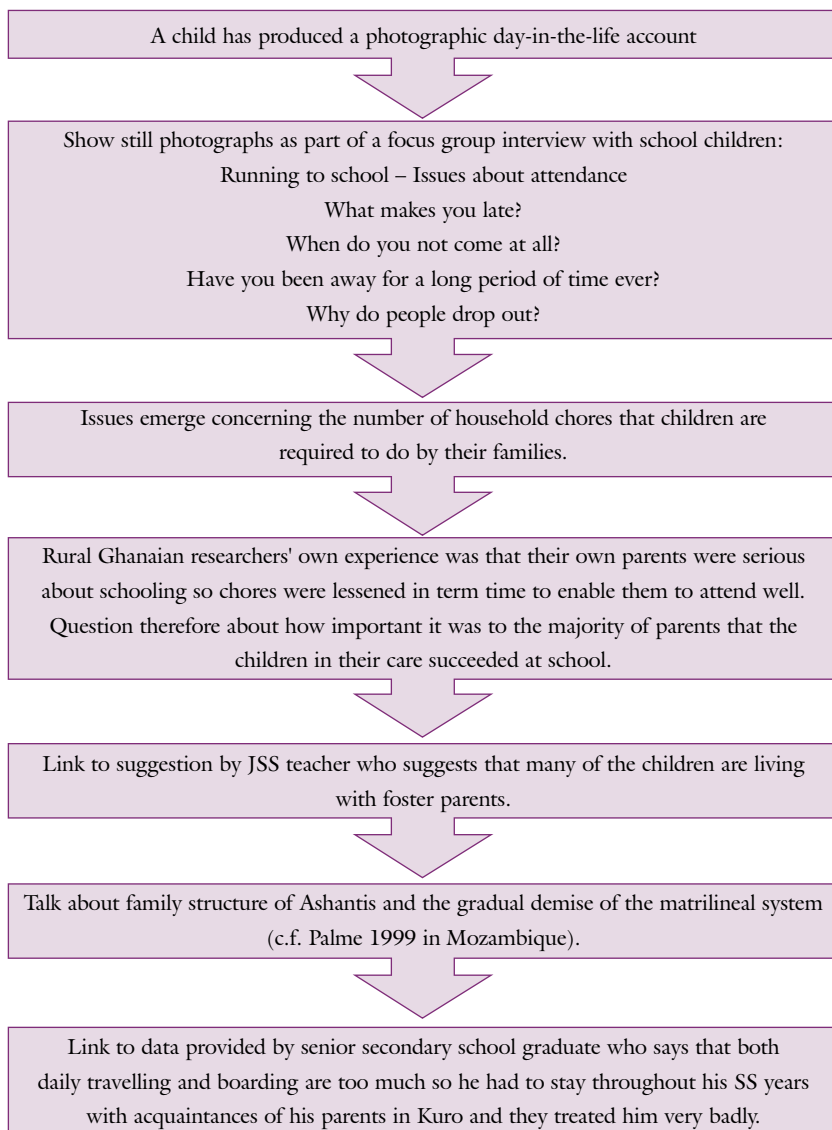 A child has produced a photographic day-in-the-life account
Show still photographs as part of a focus group interview with school children:
Running to school – Issues about attendance
What makes you late?
When do you not come at all?
Have you been away for a long period of time ever?
Why do people drop out?
Issues emerge concerning the number of household chores that children are
required to do by their families.
Rural Ghanaian researchers' own experience was that their own parents were serious
about schooling so chores were lessened in term time to enable them to attend well.
Question therefore about how important it was to the majority of parents that the
children in their care succeeded at school.
Link to suggestion by JSS teacher who suggests that many of the children are living
with foster parents.
Talk about family structure of Ashantis and the gradual demise of the matrilineal system
(c.f. Palme 1999 in Mozambique).
Link to data provided by senior secondary school graduate who says that both
daily travelling and boarding are too much so he had to stay throughout his SS years
with acquaintances of his parents in Kuro and they treated him very badly.